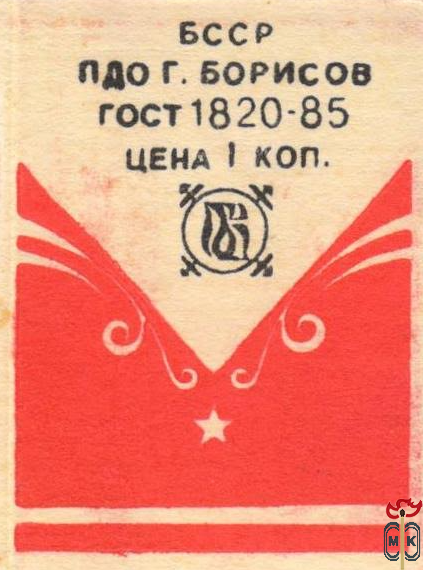 БССР
ПДО Г. БОРИСОВ
ГОСТ 1820-85
ЦЕНА 1 КОП.
МК